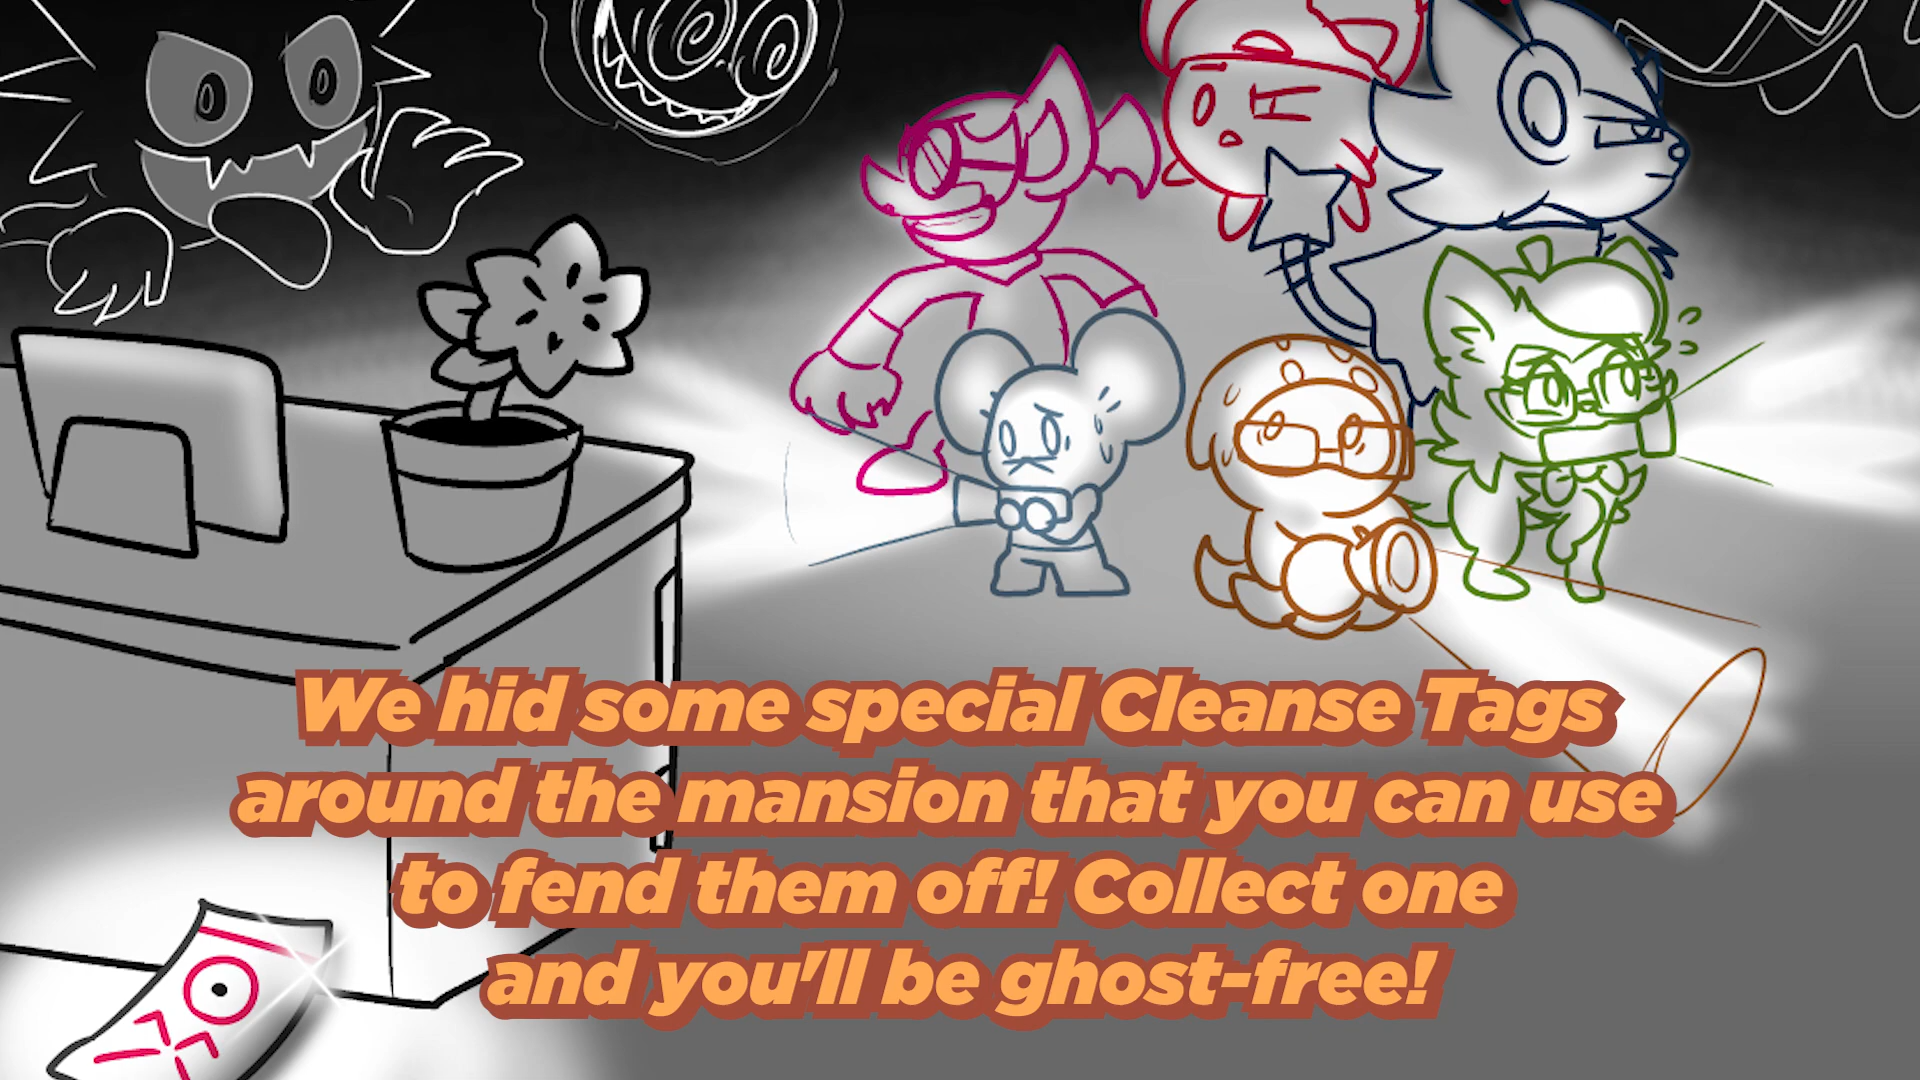 We hid some special Cleanse Tags
around the mansion that you can use
to fend them off! Collect one
and you'll be ghost-free!